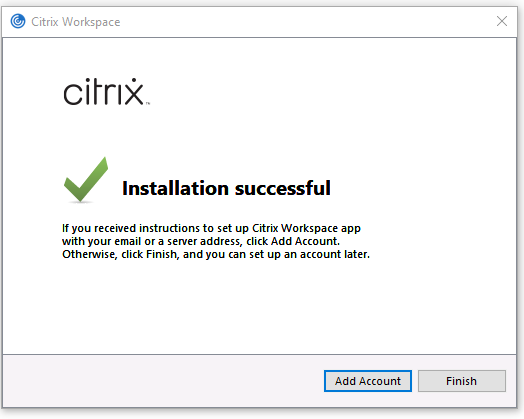 Citrix Workspace
citrix™
Installation successful
If you received instructions to set up Citrix Workspace app
with your email or a server address, click Add Account.
Otherwise, click Finish, and you can set up an account later.
Add Account
Finish